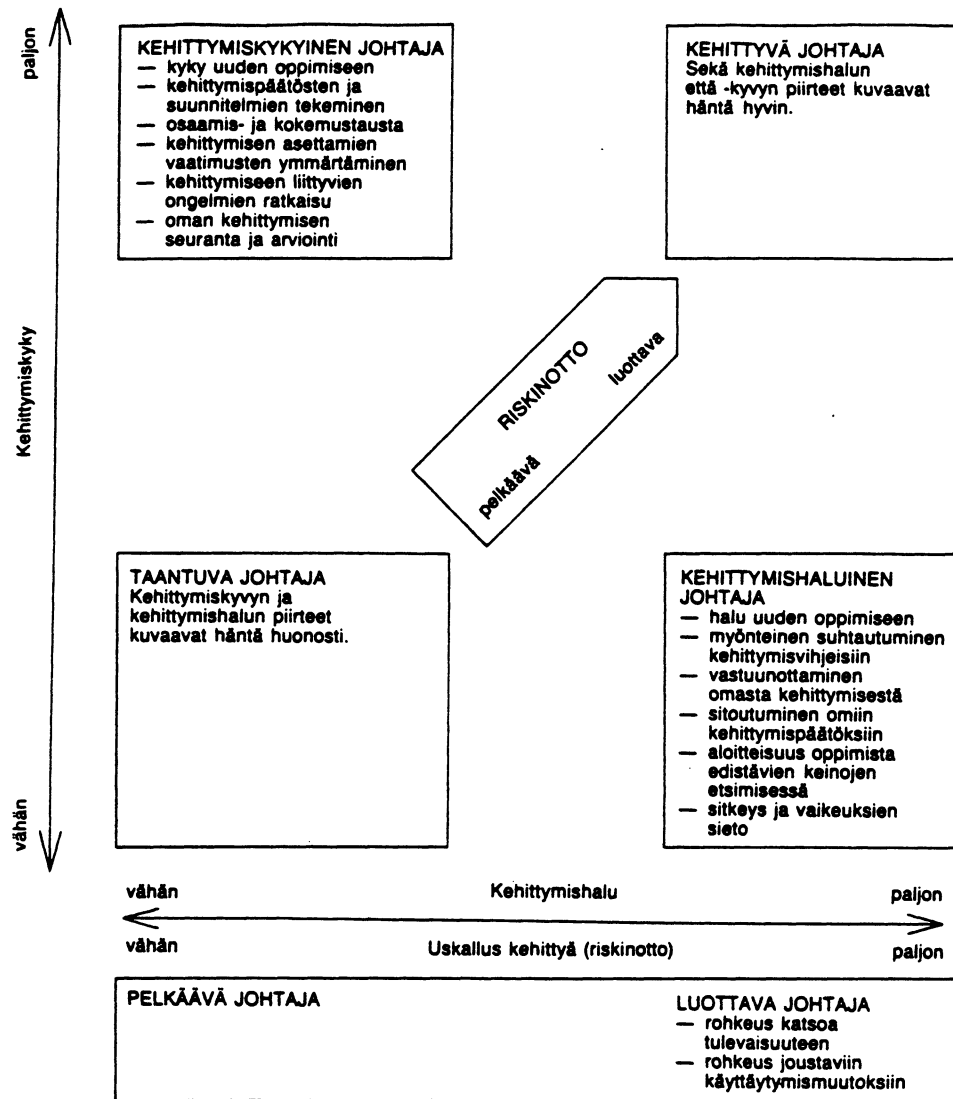 paljon
Kehittymiskyky
vähän
KEHITTYMISKYKYINEN JOHTAJA
— kyky uuden oppimiseen
— kehittymispäätösten ja
suunnitelmien tekeminen
— osaamis- ja kokemustausta
— kehittymisen asettamien
vaatimusten ymmärtäminen
— kehittymiseen liittyvien
ongelmien ratkaisu
— oman kehittymisen
seuranta ja arviointi
KEHITTYVÄ JOHTAJA
Sekä kehittymishalun
että -kyvyn piirteet kuvaavat
häntä hyvin.
RISKINOTTO
pelkäävä
luottava
TAANTUVA JOHTAJA
Kehittymiskyvyn ja
kehittymishalun piirteet
kuvaavat häntä huonosti.
KEHITTYMISHALUINEN
JOHTAJA
— halu uuden oppimiseen
— myönteinen suhtautuminen
kehittymisvihjeisiin
— vastuunottaminen
omasta kehittymisestä
— sitoutuminen omiin
kehittymispäätöksiin
— aloitteisuus oppimista
edistävien keinojen
etsimisessä
— sitkeys ja vaikeuksien
sieto
vähän Kehittymishalu paljon
vähän Uskallus kehittyä (riskinotto) paljon
PELKÄÄVÄ JOHTAJA
LUOTTAVA JOHTAJA
— rohkeus katsoa
tulevaisuuteen
— rohkeus joustaviin
käyttäytymismuutoksiin